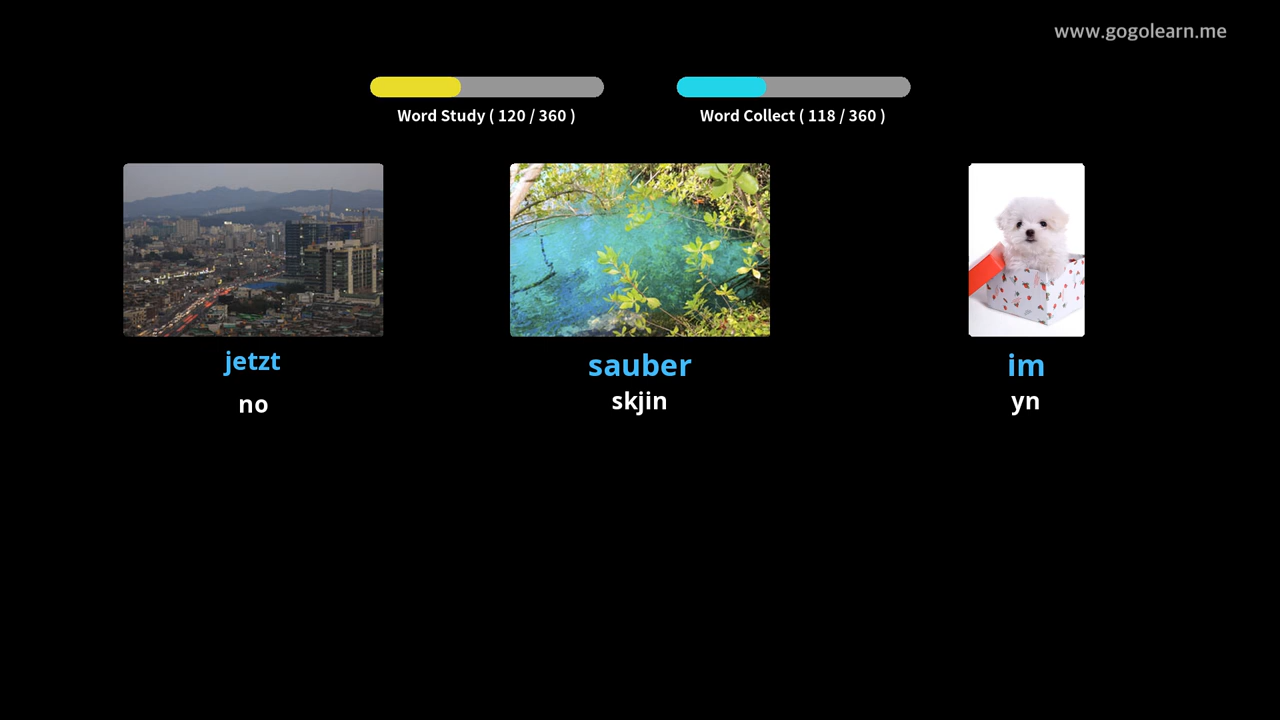 www.gogolearn.me
Word Study ( 120 / 360 )
Word Collect ( 118 / 360 )
jetzt
sauber
im
no
skjin
yn